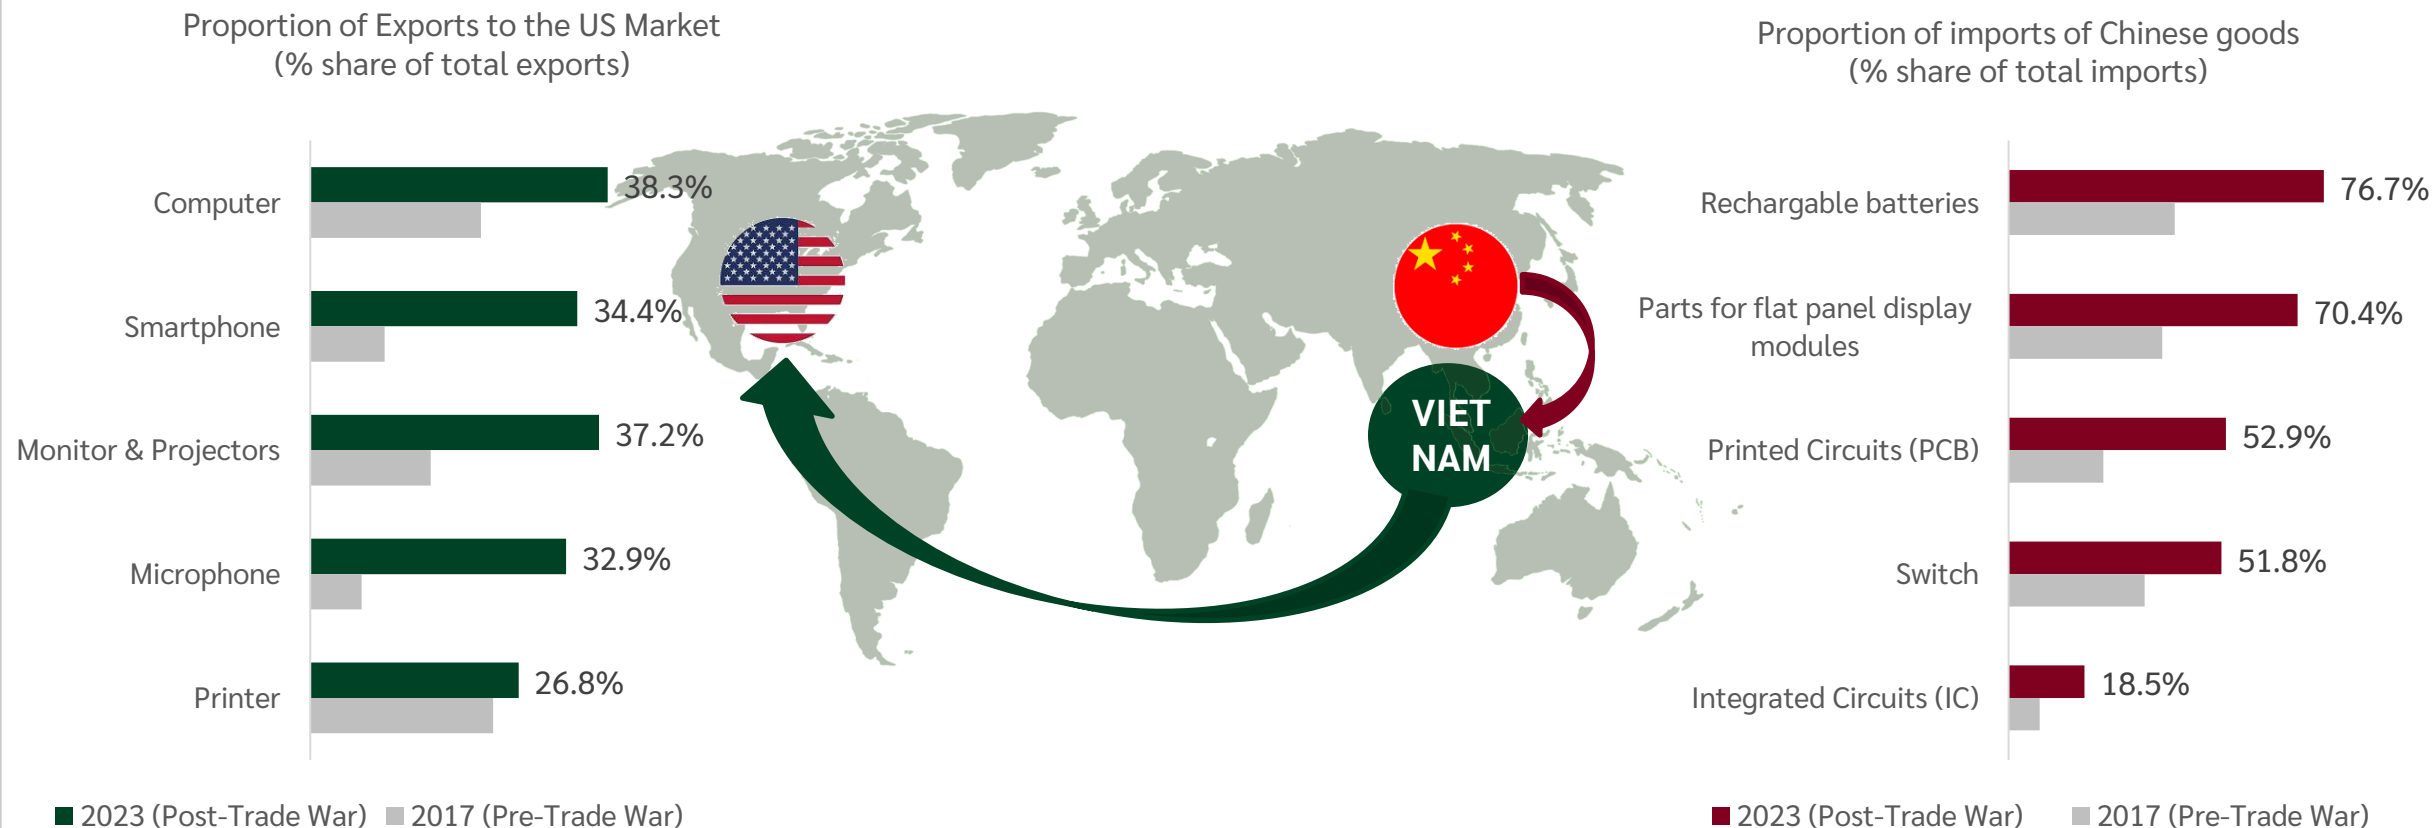 Proportion of Exports to the US Market
(% share of total exports)
Computer
38.3%
Smartphone
34.4%
Monitor & Projectors
37.2%
Microphone
32.9%
Printer
26.8%
2023 (Post-Trade War)
2017 (Pre-Trade War)
VIET
NAM
Proportion of imports of Chinese goods
(% share of total imports)
Rechargable batteries
76.7%
Parts for flat panel display
modules
70.4%
Printed Circuits (PCB)
52.9%
Switch
51.8%
Integrated Circuits (IC)
18.5%
2023 (Post-Trade War)
2017 (Pre-Trade War)